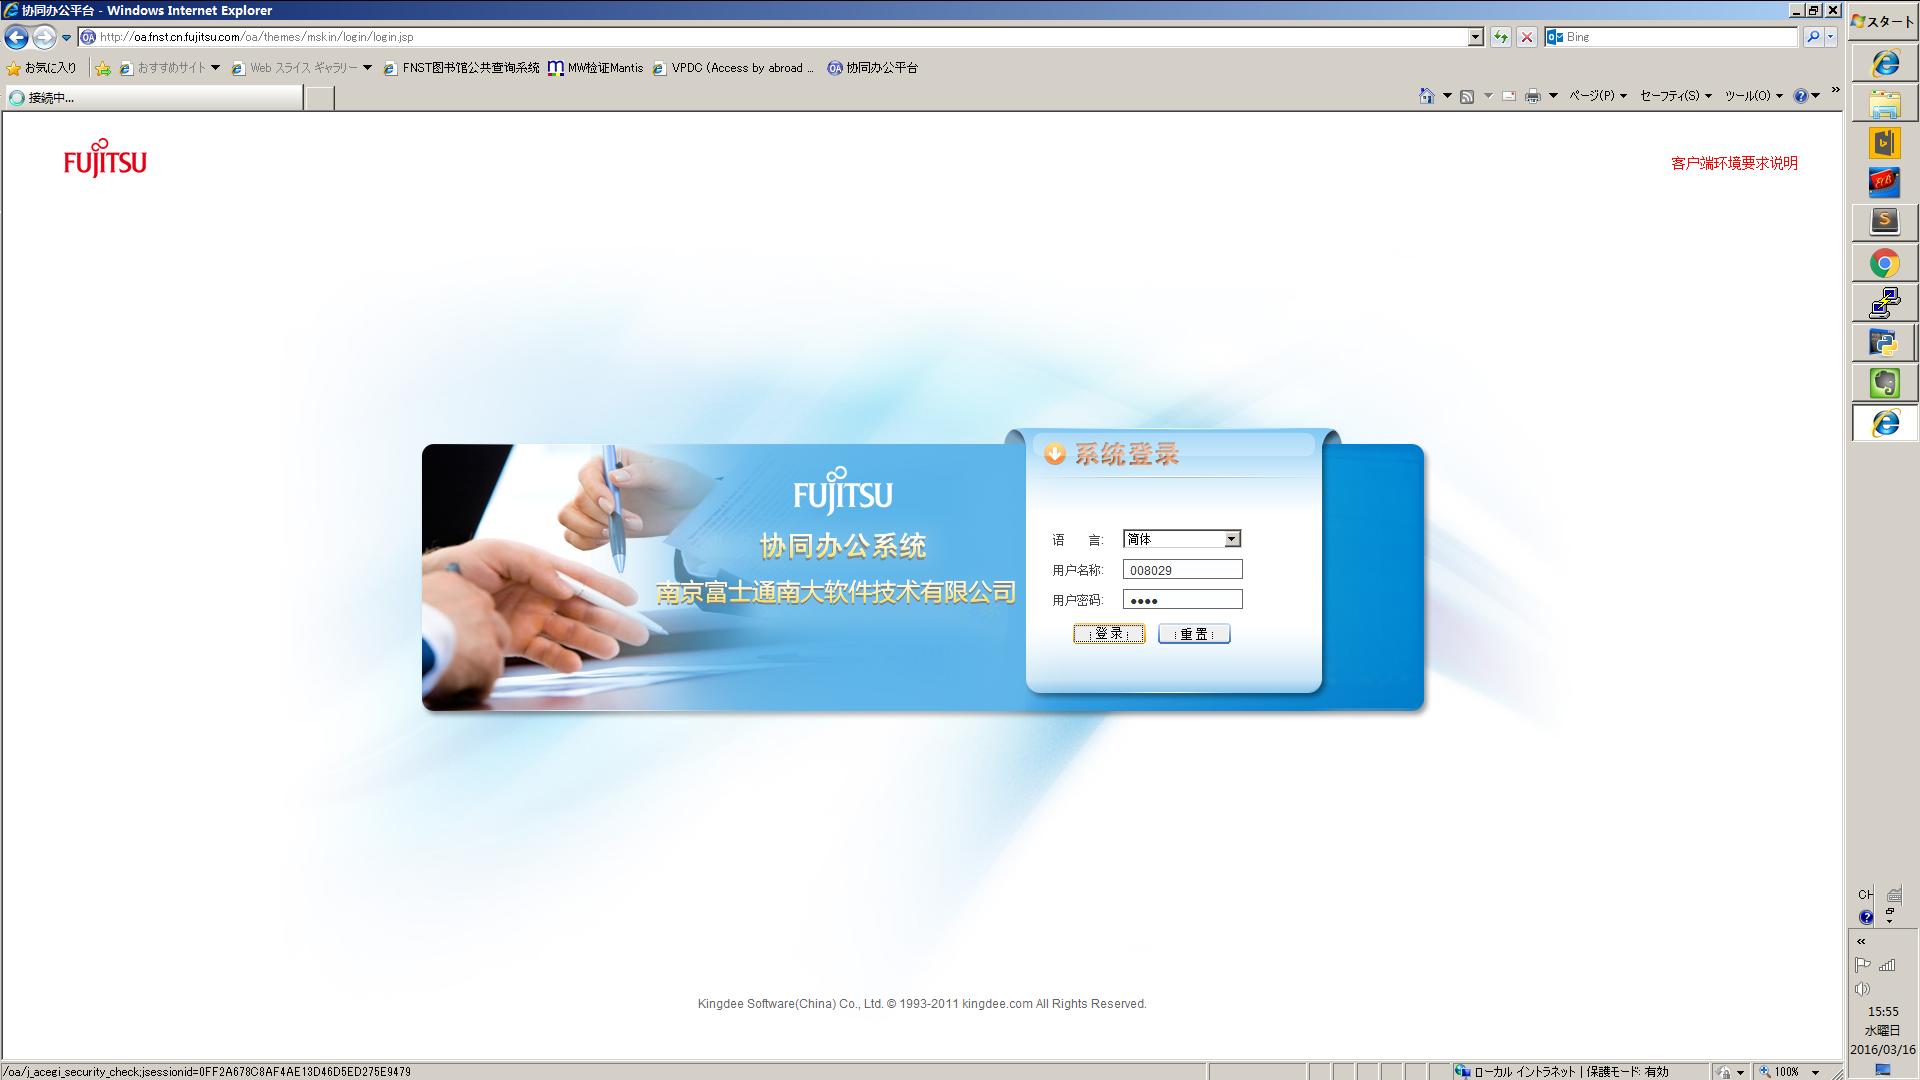 协同办公平台 - Windows Internet Explorer
http://oa.fnst.cn.fujitsu.com/oa/themes/mskin/login/login.jsp
Bing
スタート
お気に入り
おすすめサイト
Web スライス ギャラリー
FNST图书馆公共查询系统
MW检证Mantis
VPDC (Access by abroad ...
协同办公平台
接続中...
ページ(P)
セーフティ(S)
ツール(O)
»
FUJITSU
客户端环境要求说明
系统登录
FUJITSU
协同办公系统
南京富士通南大软件技术有限公司
语 言:
简体
用户名称:
008029
用户密码:
••••
登录
重置
CH
«
Kingdee Software(China) Co., Ltd. © 1993-2011 kingdee.com All Rights Reserved.
15:55
水曜日
2016/03/16
/oa/j_acegi_security_check;jsessionid=0FF2A678C8AF4AE13D46D5ED275E9479
ローカル イントラネット | 保護モード: 有効
100%